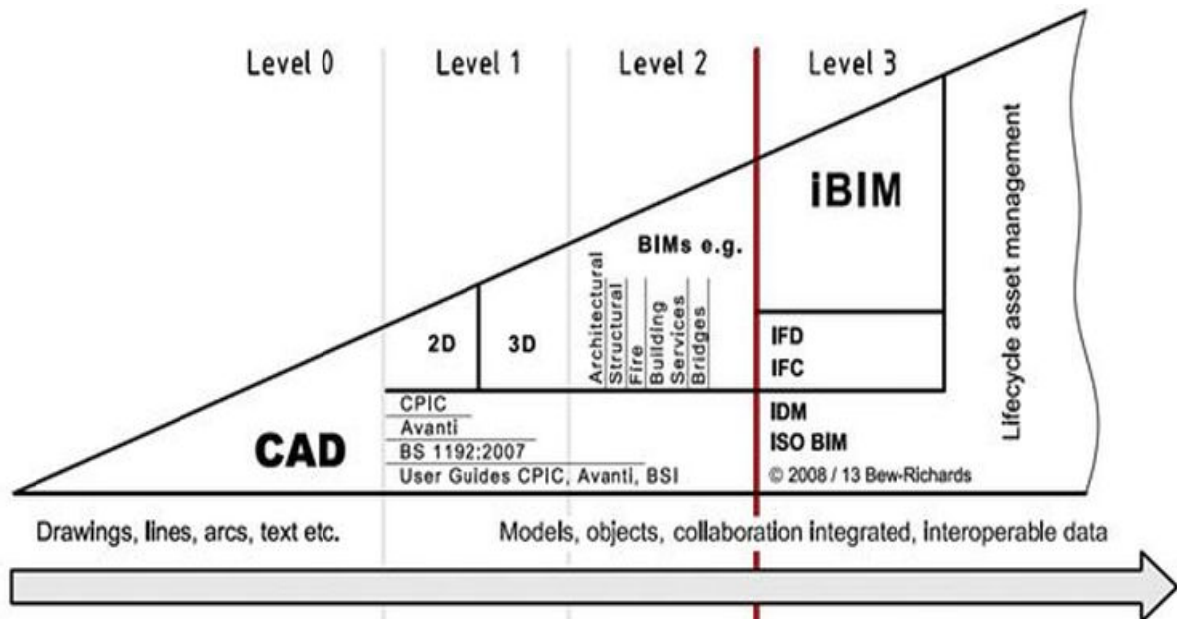 Level 0
Level 1
Level 2
Level 3
iBIM
BIMs e.g.
Architectural
Structural
Fire
Building
Services
Bridges
2D
3D
IFD
IFC
CAD
CPIC
Avanti
BS 1192:2007
User Guides CPIC, Avanti, BSI
IDM
ISO BIM
© 2008 / 13 Bew-Richards
Lifecycle asset management
Drawings, lines, arcs, text etc.
Models, objects, collaboration integrated, interoperable data